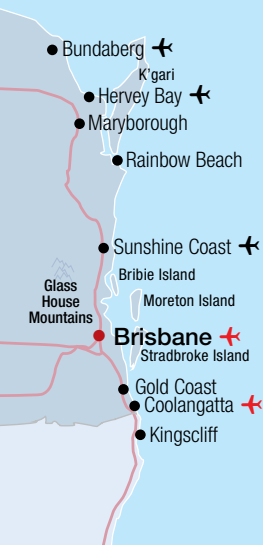 Bundaberg
K'gari
Hervey Bay
Maryborough
Rainbow Beach
Sunshine Coast
Bribie Island
Glass
House
Mountains
Moreton Island
Brisbane
Stradbroke Island
Gold Coast
Coolangatta
Kingscliff